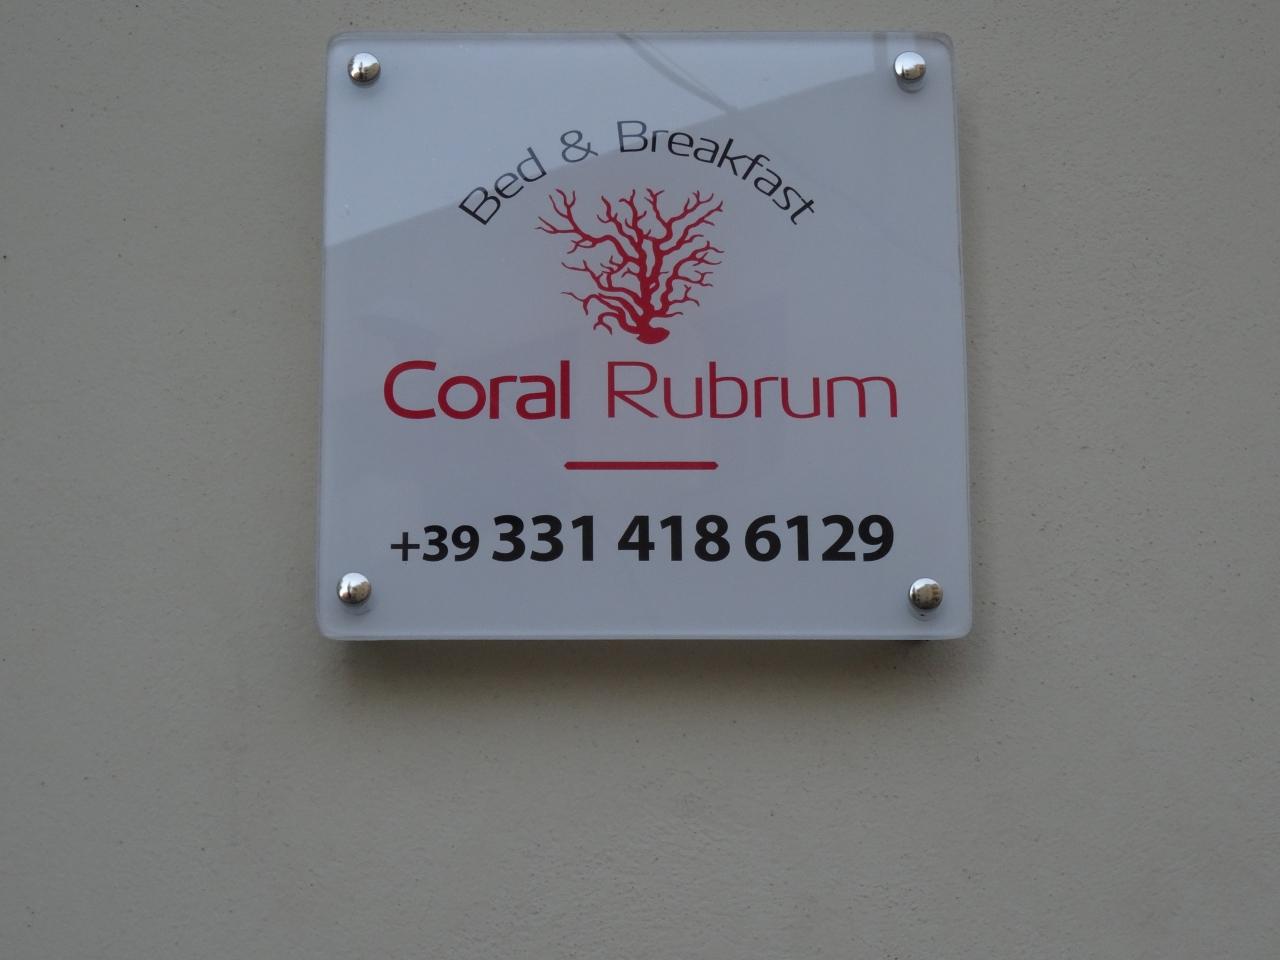 Bed & Breakfast
Coral Rubrum
+39 331 418 6129